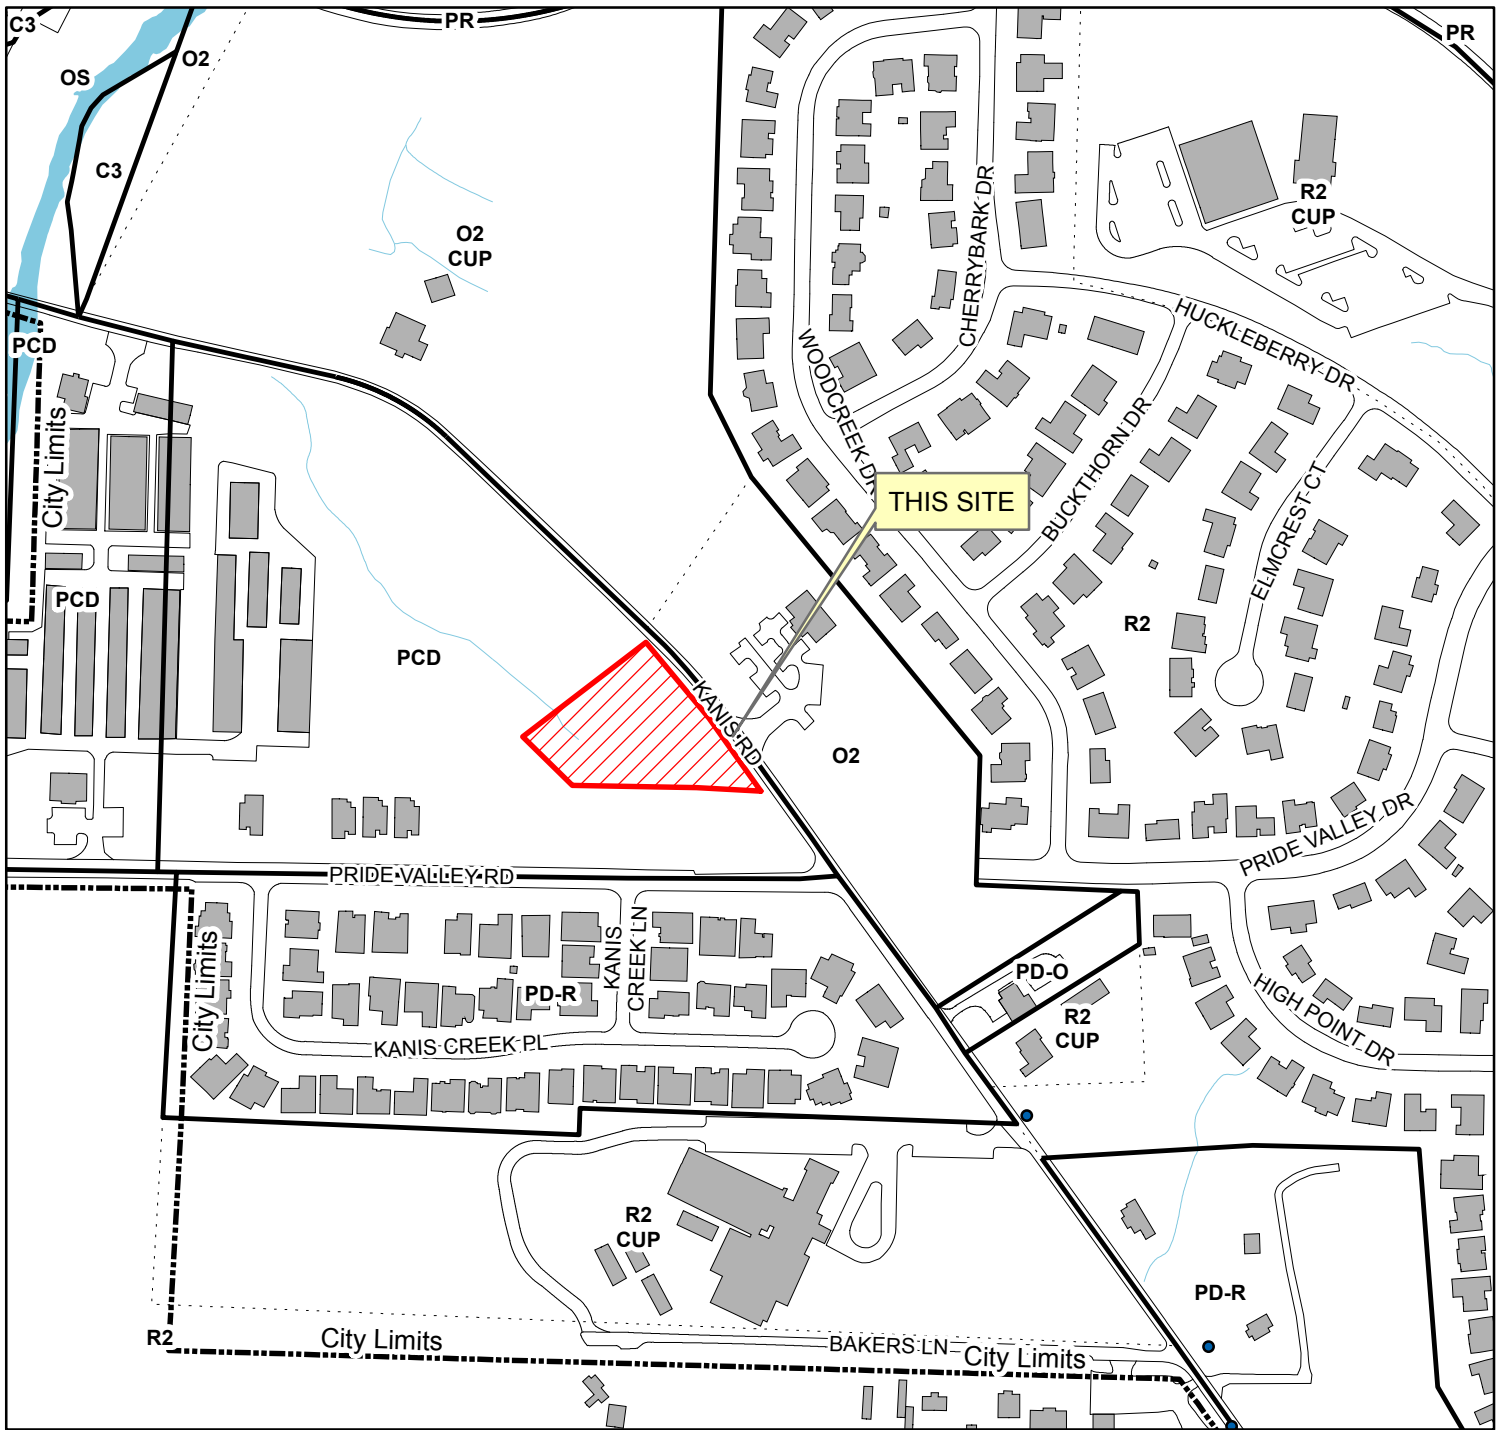 C3
PR
PR
OS
O2
C3
R2
CUP
O2
CUP
CHERRYBARK DR
HUCKLEBERRY DR
PCD
WOODCREEK DR
City Limits
BUCKTHORN DR
THIS SITE
ELMCREST CT
PCD
R2
PCD
KANIS RD
O2
PRIDE VALLEY DR
PRIDE VALLEY RD
City Limits
KANIS
CREEK LN
PD-R
PD-O
R2
CUP
HIGH POINT DR
KANIS CREEK PL
R2
CUP
PD-R
R2
City Limits
BAKERS LN
City Limits